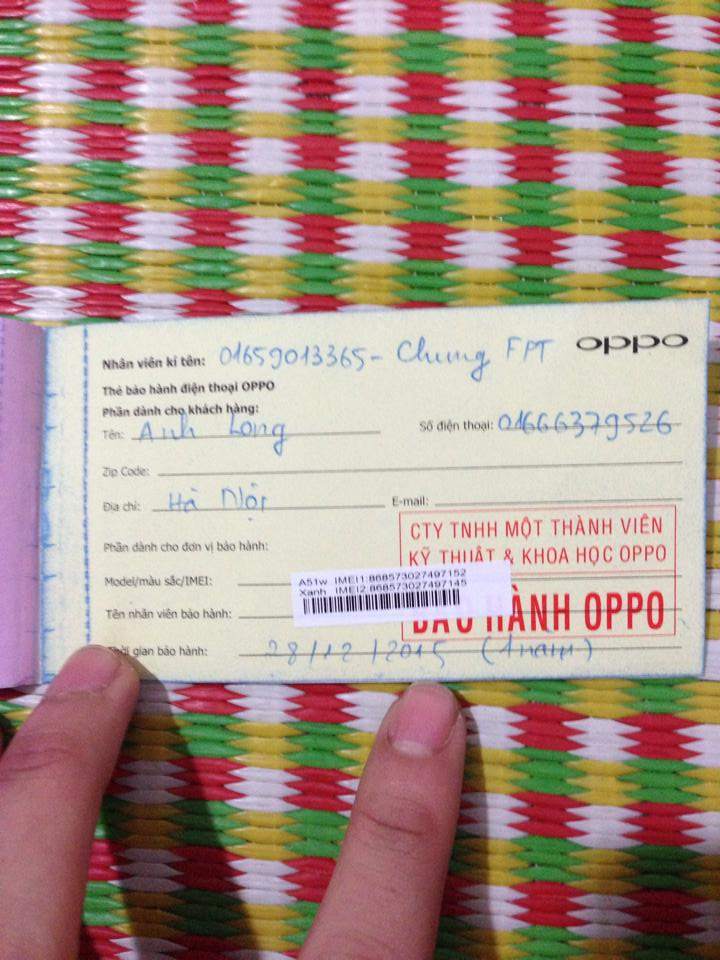 Nhân viên kí tên: 01659013365 - Chung FPT oppo
Thẻ bảo hành điện thoại OPPO
Phần dành cho khách hàng:
Tên: Anh Long Số điện thoại: 01666379526
Zip Code:
Địa chỉ: Hà Nội E-mail:
CTY TNHH MỘT THÀNH VIÊN
KỸ THUẬT & KHOA HỌC OPPO
BẢO HÀNH OPPO
Phần dành cho đơn vị bảo hành:
Model/màu sắc/IMEI:
A51w IMEI1:868573027497152
Xanh IMEI2:868573027497145
Tên nhân viên bảo hành:
Thời gian bảo hành: 28/12/2015 (1 năm)